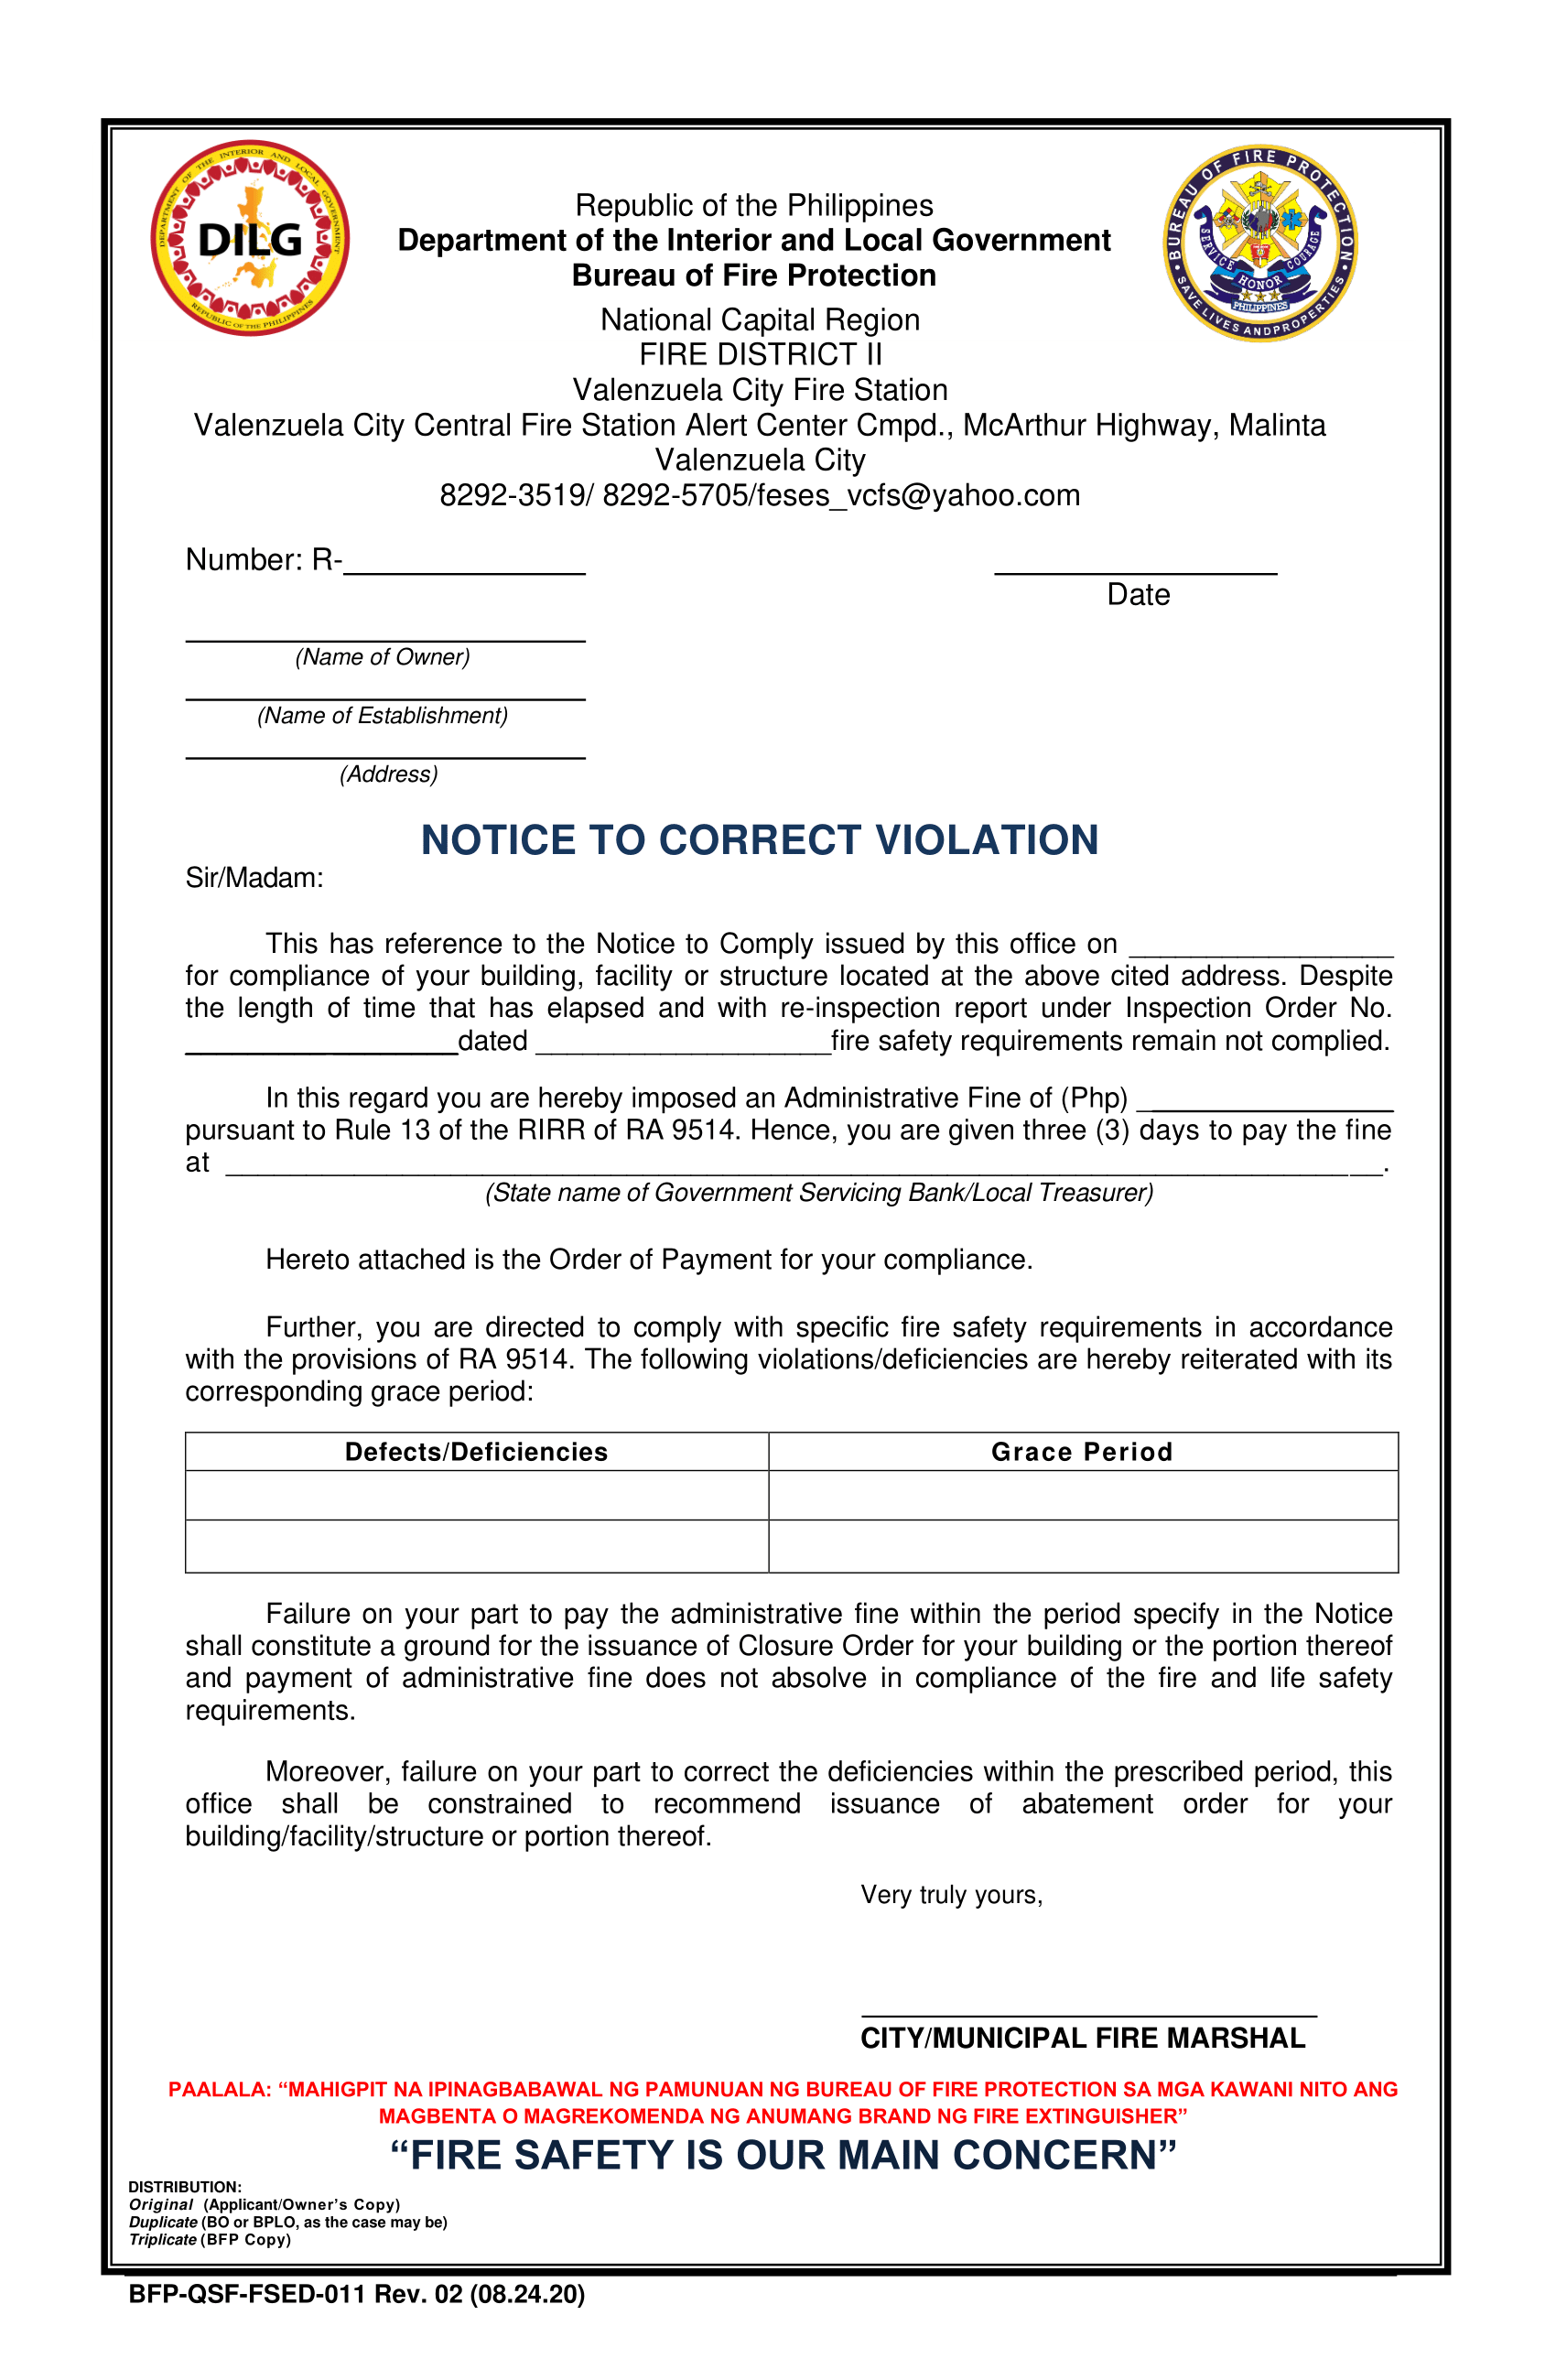 DEPARTMENT OF THE INTERIOR AND LOCAL GOVERNMENT
DILG
REPUBLIC OF THE PHILIPPINES
BUREAU OF FIRE PROTECTION
SERVICE HONOR COURAGE
PHILIPPINES
SAVE LIVES AND PROPERTIES
Republic of the Philippines
Department of the Interior and Local Government
Bureau of Fire Protection
National Capital Region
FIRE DISTRICT II
Valenzuela City Fire Station
Valenzuela City Central Fire Station Alert Center Cmpd., McArthur Highway, Malinta
Valenzuela City
8292-3519/ 8292-5705/feses_vcfs@yahoo.com
Number: R-_______________ _______________
Date
_______________
(Name of Owner)
_______________
(Name of Establishment)
_______________
(Address)
NOTICE TO CORRECT VIOLATION
Sir/Madam:
This has reference to the Notice to Comply issued by this office on _________________
for compliance of your building, facility or structure located at the above cited address. Despite
the length of time that has elapsed and with re-inspection report under Inspection Order No.
_________________dated ___________________fire safety requirements remain not complied.
In this regard you are hereby imposed an Administrative Fine of (Php) ________________
pursuant to Rule 13 of the RIRR of RA 9514. Hence, you are given three (3) days to pay the fine
at ___________________________________________________________________________.
(State name of Government Servicing Bank/Local Treasurer)
Hereto attached is the Order of Payment for your compliance.
Further, you are directed to comply with specific fire safety requirements in accordance
with the provisions of RA 9514. The following violations/deficiencies are hereby reiterated with its
corresponding grace period:
Defects/Deficiencies Grace Period
Failure on your part to pay the administrative fine within the period specify in the Notice
shall constitute a ground for the issuance of Closure Order for your building or the portion thereof
and payment of administrative fine does not absolve in compliance of the fire and life safety
requirements.
Moreover, failure on your part to correct the deficiencies within the prescribed period, this
office shall be constrained to recommend issuance of abatement order for your
building/facility/structure or portion thereof.
Very truly yours,
_______________
CITY/MUNICIPAL FIRE MARSHAL
PAALALA: “MAHIGPIT NA IPINAGBABAWAL NG PAMUNUAN NG BUREAU OF FIRE PROTECTION SA MGA KAWANI NITO ANG
MAGBENTA O MAGREKOMENDA NG ANUMANG BRAND NG FIRE EXTINGUISHER”
“FIRE SAFETY IS OUR MAIN CONCERN”
DISTRIBUTION:
Original (Applicant/Owner’s Copy)
Duplicate (BO or BPLO, as the case may be)
Triplicate (BFP Copy)
BFP-QSF-FSED-011 Rev. 02 (08.24.20)